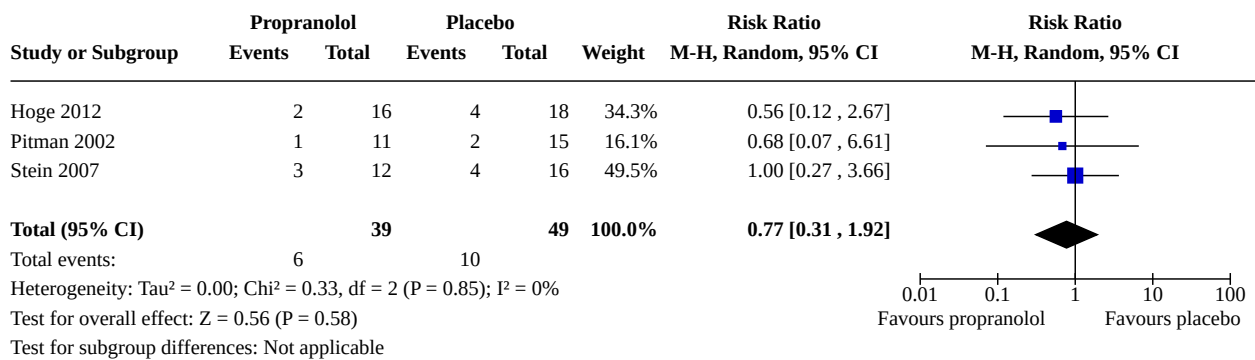 Propranolol Placebo Risk Ratio Risk Ratio
Study or Subgroup Events Total Events Total Weight M-H, Random, 95% CI M-H, Random, 95% CI
Hoge 2012 2 16 4 18 34.3% 0.56 [0.12 , 2.67]
Pitman 2002 1 11 2 15 16.1% 0.68 [0.07 , 6.61]
Stein 2007 3 12 4 16 49.5% 1.00 [0.27 , 3.66]
Total (95% CI) 39 49 100.0% 0.77 [0.31 , 1.92]
Total events: 6 10
Heterogeneity: Tau² = 0.00; Chi² = 0.33, df = 2 (P = 0.85); I² = 0%
0.01 0.1 1 10 100
Test for overall effect: Z = 0.56 (P = 0.58) Favours propranolol Favours placebo
Test for subgroup differences: Not applicable